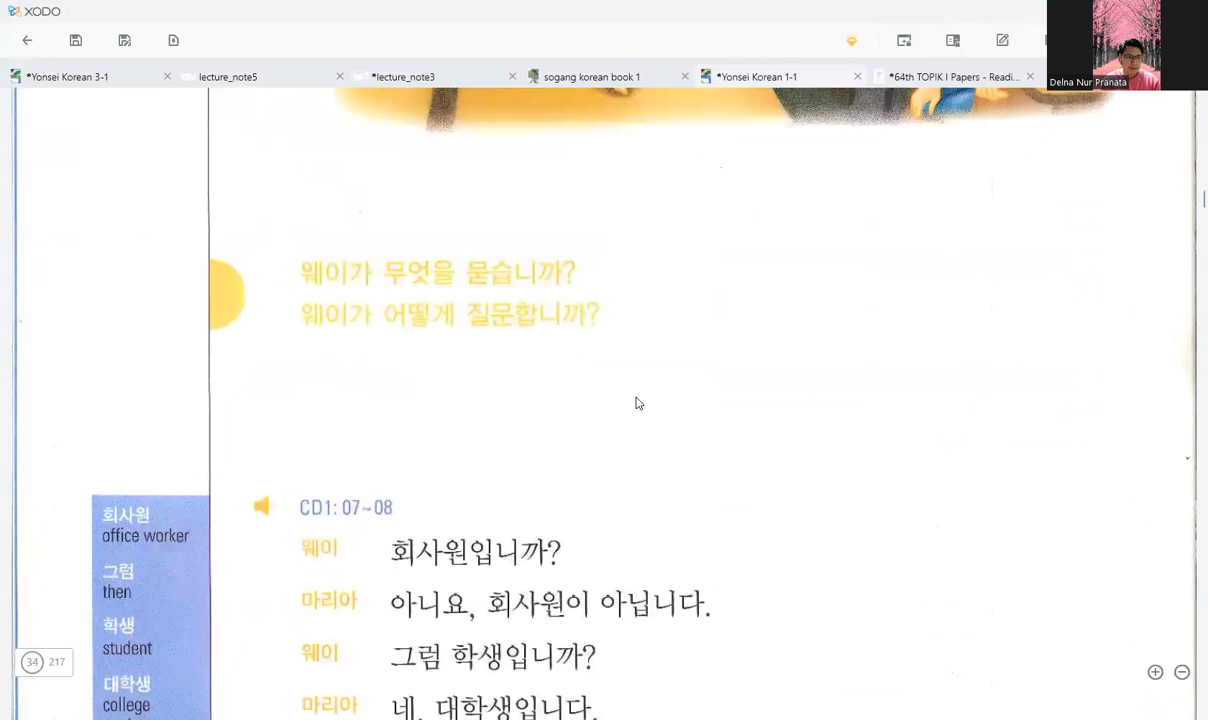 XODO
*Yonsei Korean 3-1
lecture_note5
*lecture_note3
sogang korean book 1
*Yonsei Korean 1-1
*64th TOPIK I Papers - Readi...
Delna Nur Pranata
웨이가 무엇을 묻습니까?
웨이가 어떻게 질문합니까?
CD1: 07~08
회사원
office worker
그럼
then
학생
student
대학생
college
웨이 회사원입니까?
마리아 아니요, 회사원이 아닙니다.
웨이 그럼 학생입니까?
마리아 네, 대학생입니다.
34 217